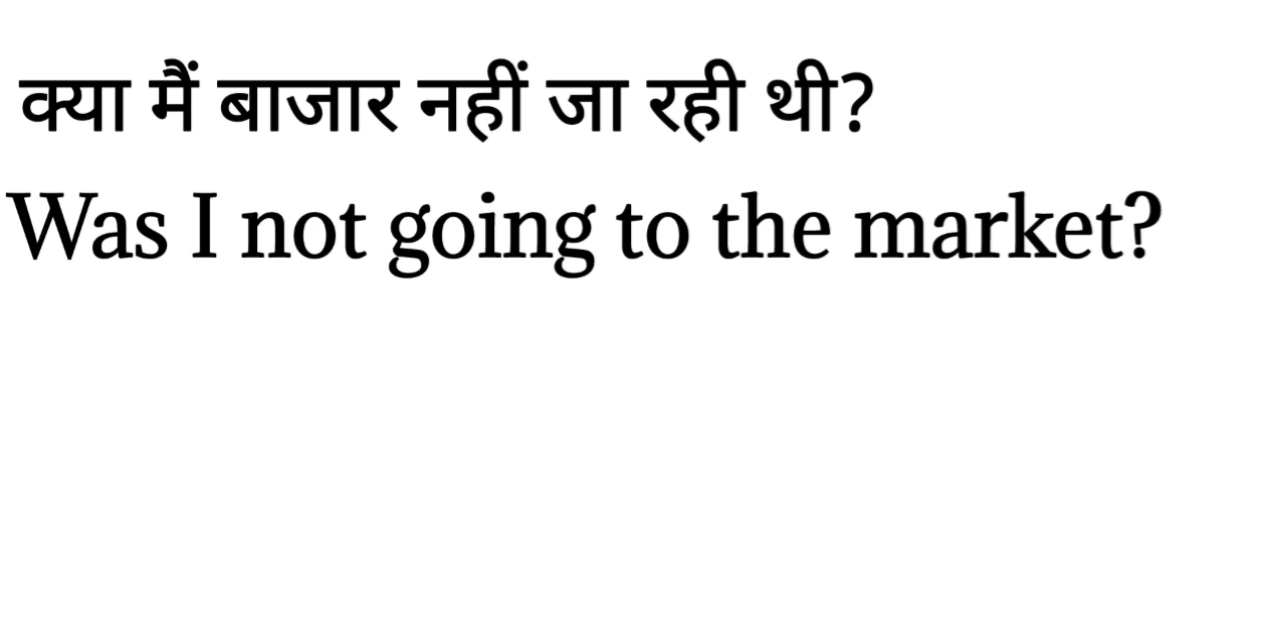 क्या मैं बाजार नहीं जा रही थी?
Was I not going to the market?